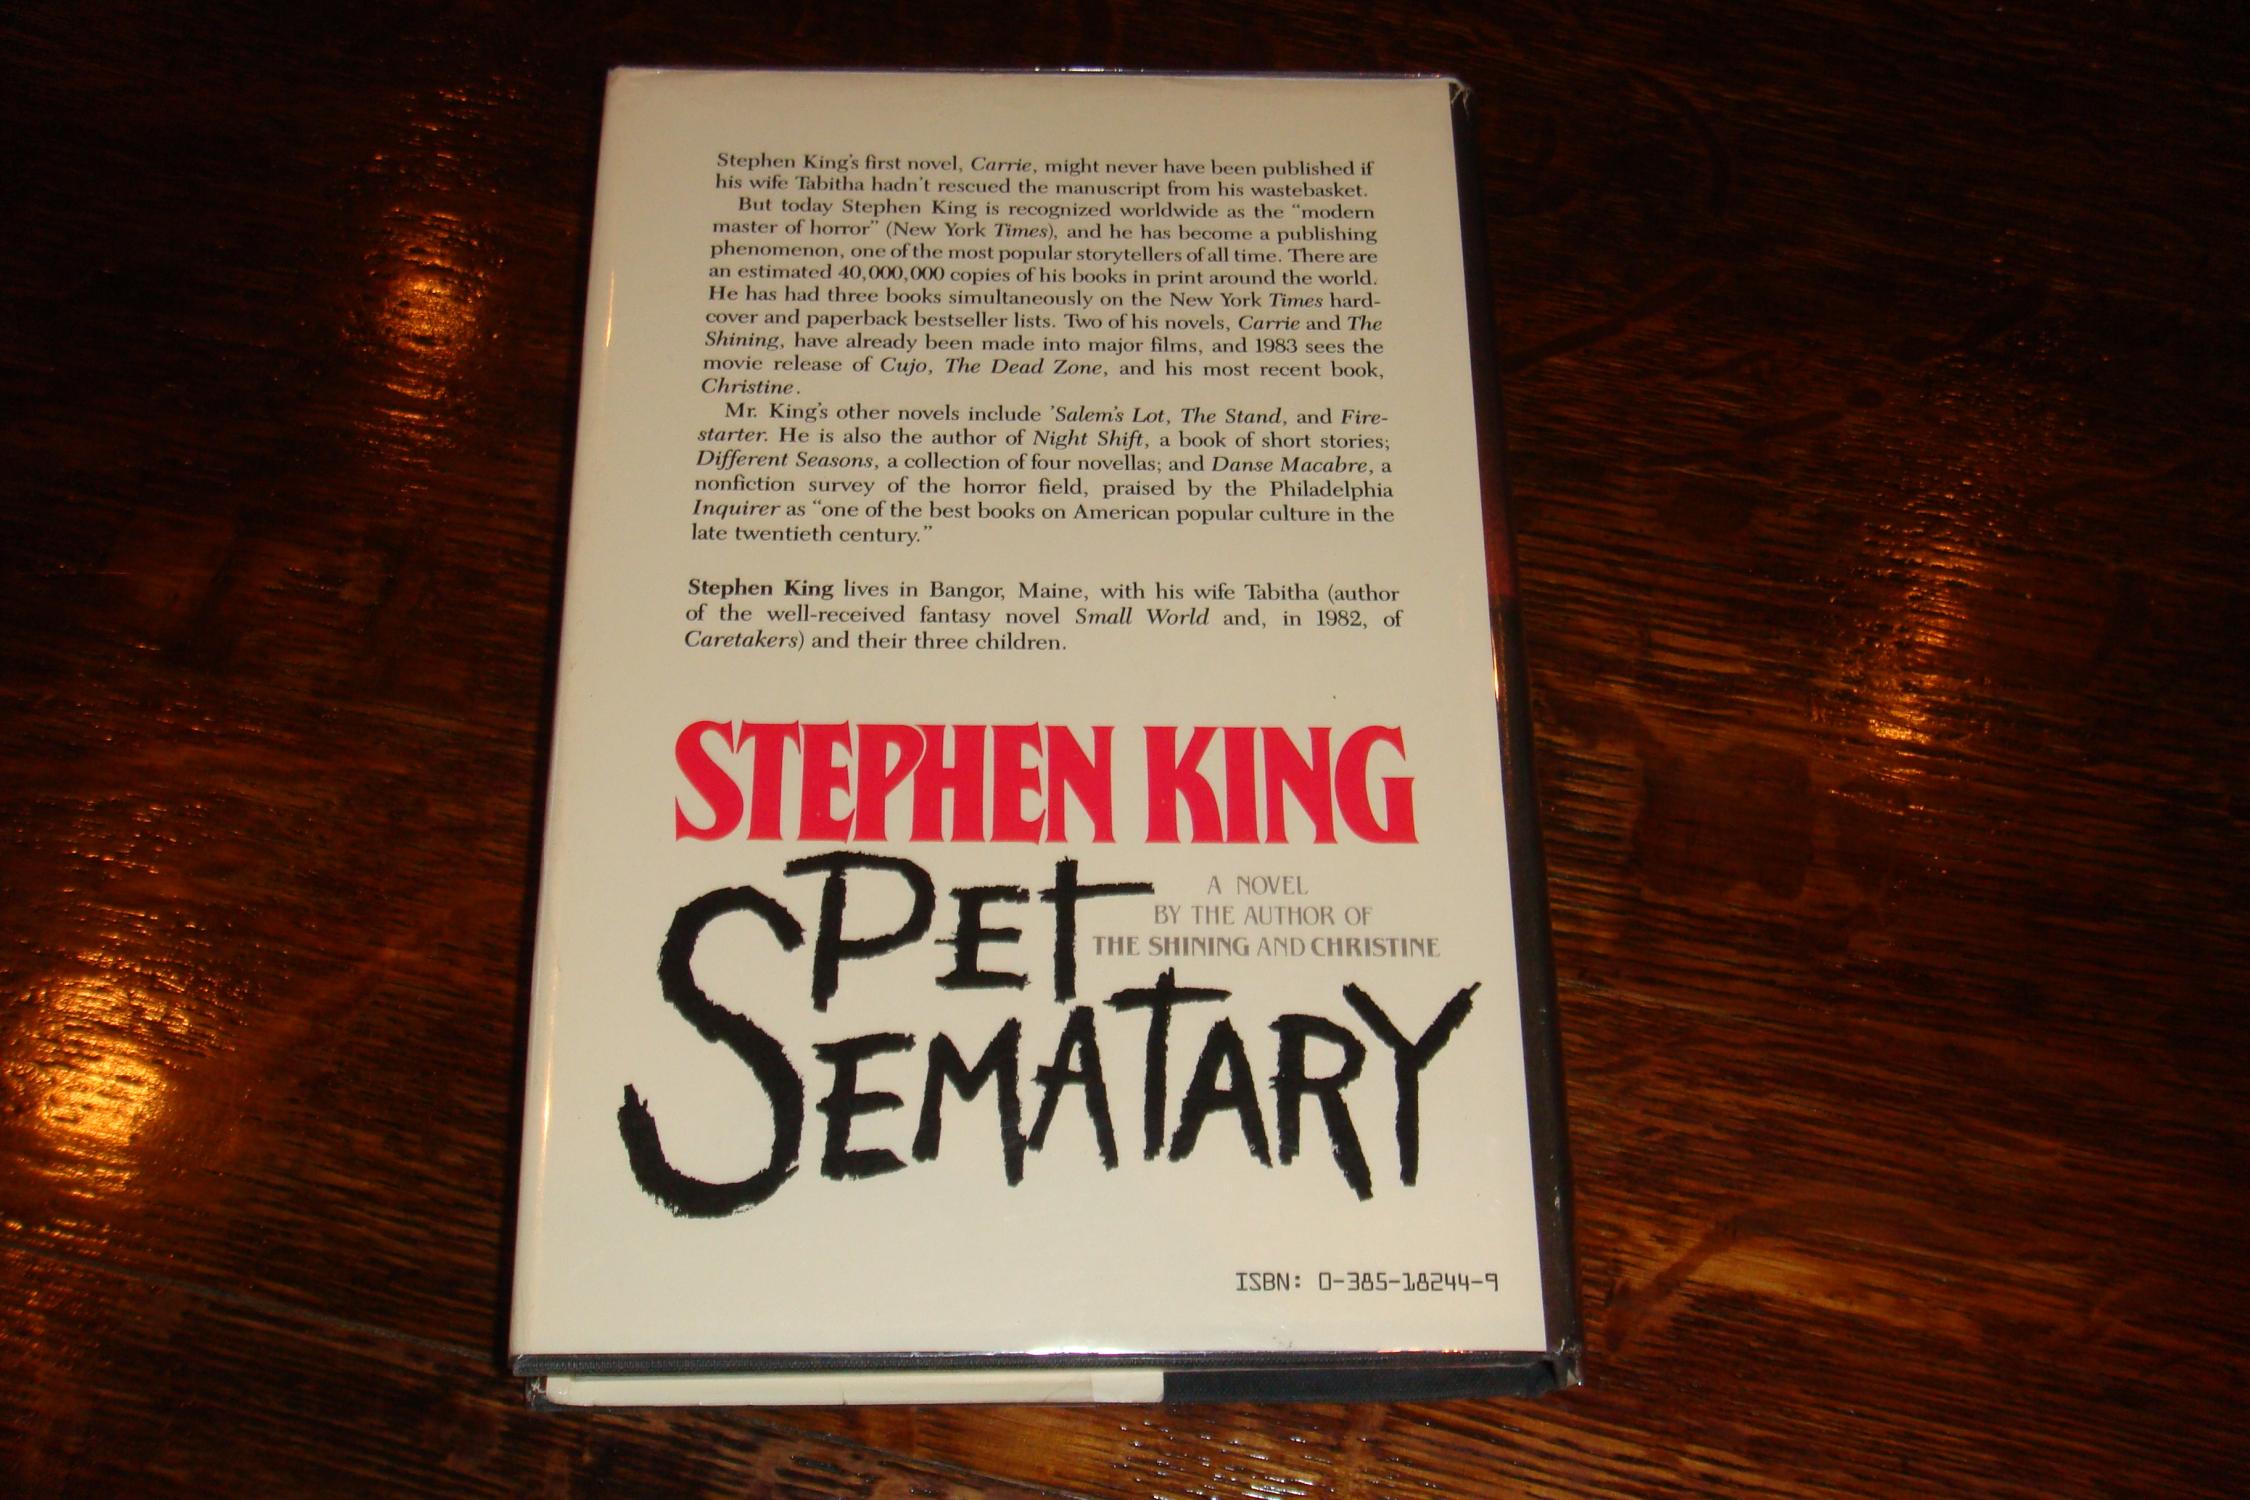 Stephen King's first novel, Carrie, might never have been published if
his wife Tabitha hadn't rescued the manuscript from his wastebasket.
But today Stephen King is recognized worldwide as the "modern
master of horror" (New York Times), and he has become a publishing
phenomenon, one of the most popular storytellers of all time. There are
an estimated 40,000,000 copies of his books in print around the world.
He has had three books simultaneously on the New York Times hard-
cover and paperback bestseller lists. Two of his novels, Carrie and The
Shining, have already been made into major films, and 1983 sees the
movie release of Cujo, The Dead Zone, and his most recent book,
Christine.
Mr. King's other novels include 'Salem's Lot, The Stand, and Fire-
starter. He is also the author of Night Shift, a book of short stories;
Different Seasons, a collection of four novellas; and Danse Macabre, a
nonfiction survey of the horror field, praised by the Philadelphia
Inquirer as "one of the best books on American popular culture in the
late twentieth century."
Stephen King lives in Bangor, Maine, with his wife Tabitha (author
of the well-received fantasy novel Small World and, in 1982, of
Caretakers) and their three children.
STEPHEN KING
PET
A NOVEL
BY THE AUTHOR OF
THE SHINING AND CHRISTINE
SEMATARY
ISBN: 0-385-18244-9